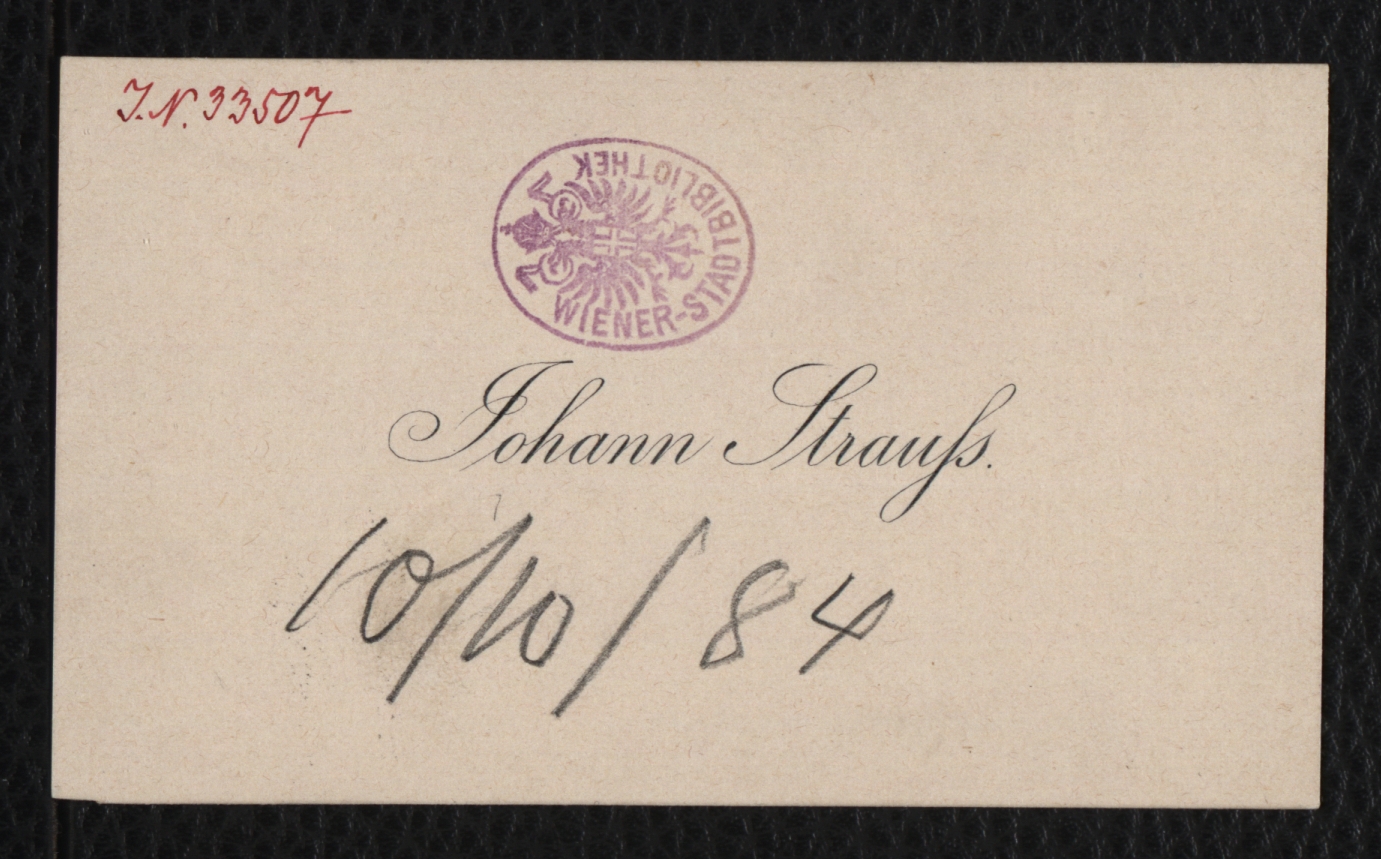 J.N. 33507
WIENER-STADTBIBLIOTHEK
Johann Strauſs.
10/10/84